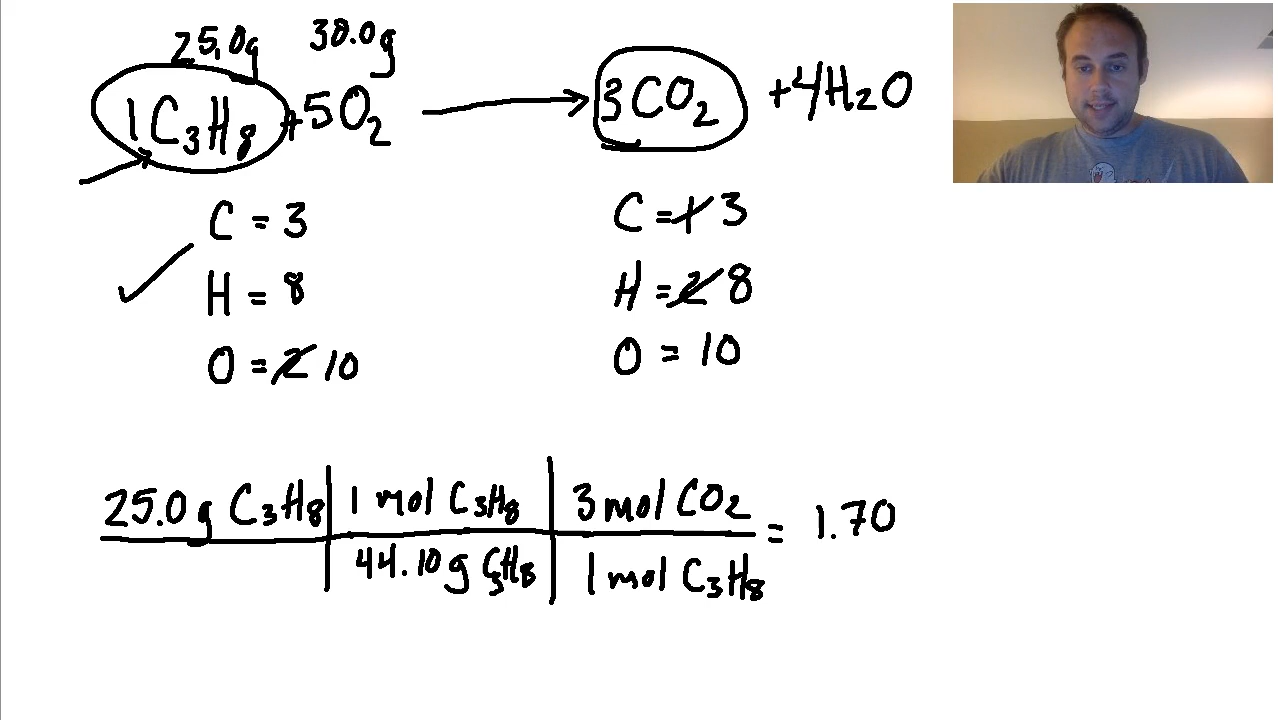 25.0g 30.0g
1C₃H₈ + 5O₂ → 3CO₂ + 4H₂O
C = 3 C = 1 3
H = 8 H = 2 8
O = 2 10 O = 10
25.0g C₃H₈ 1 mol C₃H₈ 3 mol CO₂ = 1.70
44.10g C₃H₈ 1 mol C₃H₈